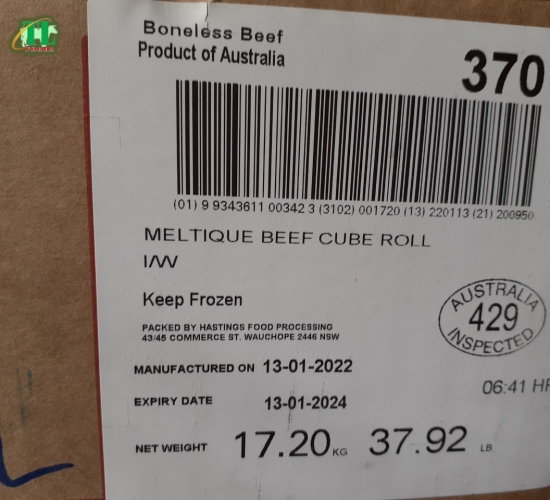 Boneless Beef
Product of Australia
370
(01) 9 9343611 00342 3 (3102) 001720 (13) 220113 (21) 200950
MELTIQUE BEEF CUBE ROLL
I/W
Keep Frozen
PACKED BY HASTINGS FOOD PROCESSING
43/45 COMMERCE ST. WAUCHOPE 2446 NSW
AUSTRALIA
429
INSPECTED
MANUFACTURED ON 13-01-2022
06:41
EXPIRY DATE 13-01-2024
NET WEIGHT 17.20 KG 37.92 LB